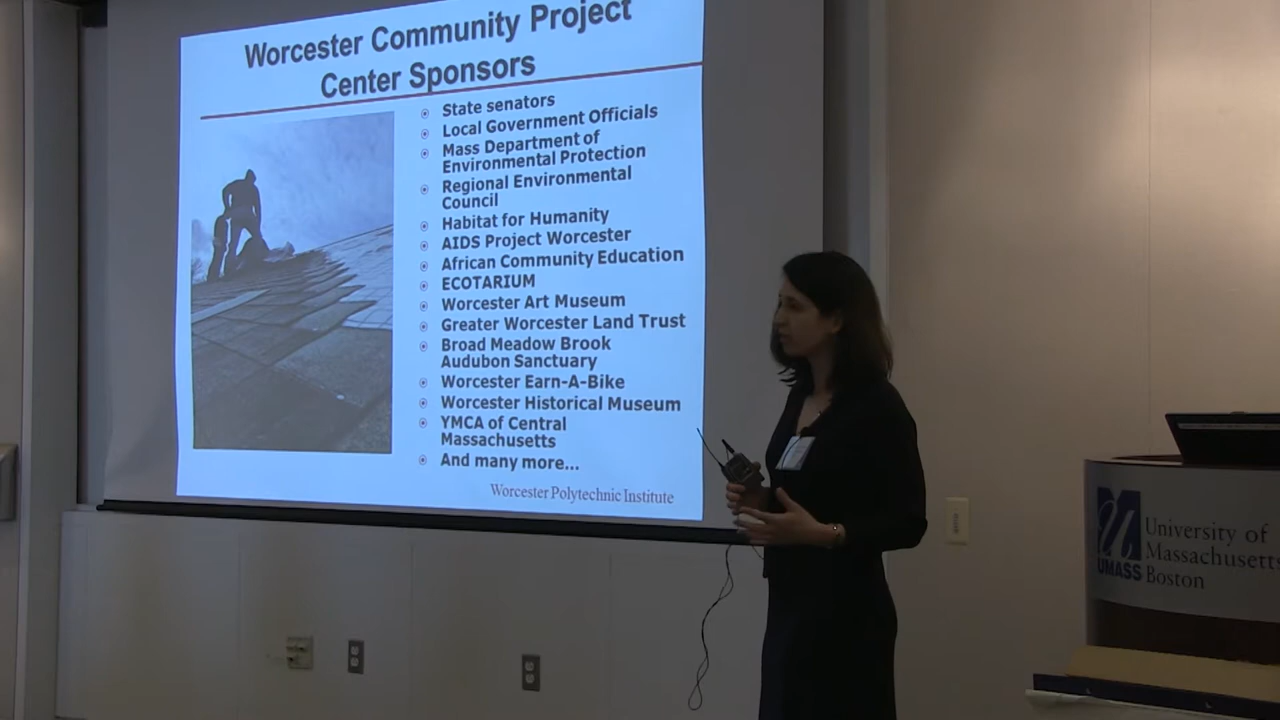 Worcester Community Project
Center Sponsors
State senators
Local Government Officials
Mass Department of
Environmental Protection
Regional Environmental
Council
Habitat for Humanity
AIDS Project Worcester
African Community Education
ECOTARIUM
Worcester Art Museum
Greater Worcester Land Trust
Broad Meadow Brook
Audubon Sanctuary
Worcester Earn-A-Bike
Worcester Historical Museum
YMCA of Central
Massachusetts
And many more...
Worcester Polytechnic Institute
UMASS
University of
Massachusetts
Boston